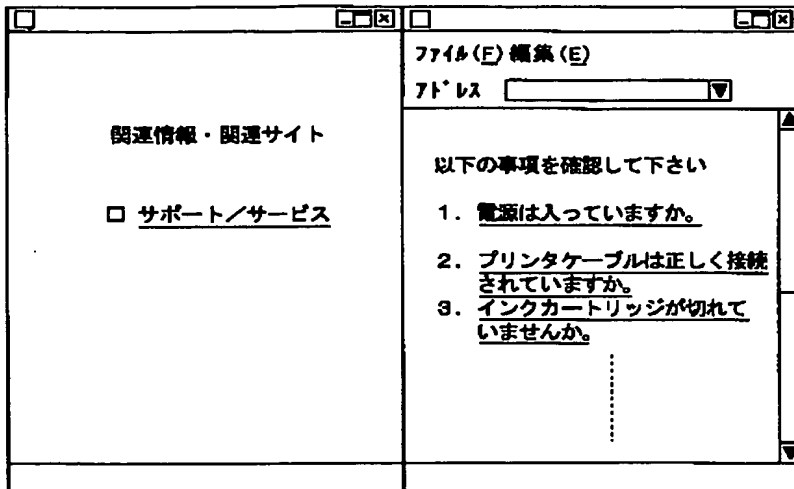 関連情報・関連サイト
□ サポート／サービス
ファイル(F) 編集(E)
アドレス
以下の事項を確認して下さい
1. 電源は入っていますか。
2. プリンタケーブルは正しく接続
されていますか。
3. インクカートリッジが切れて
いませんか。